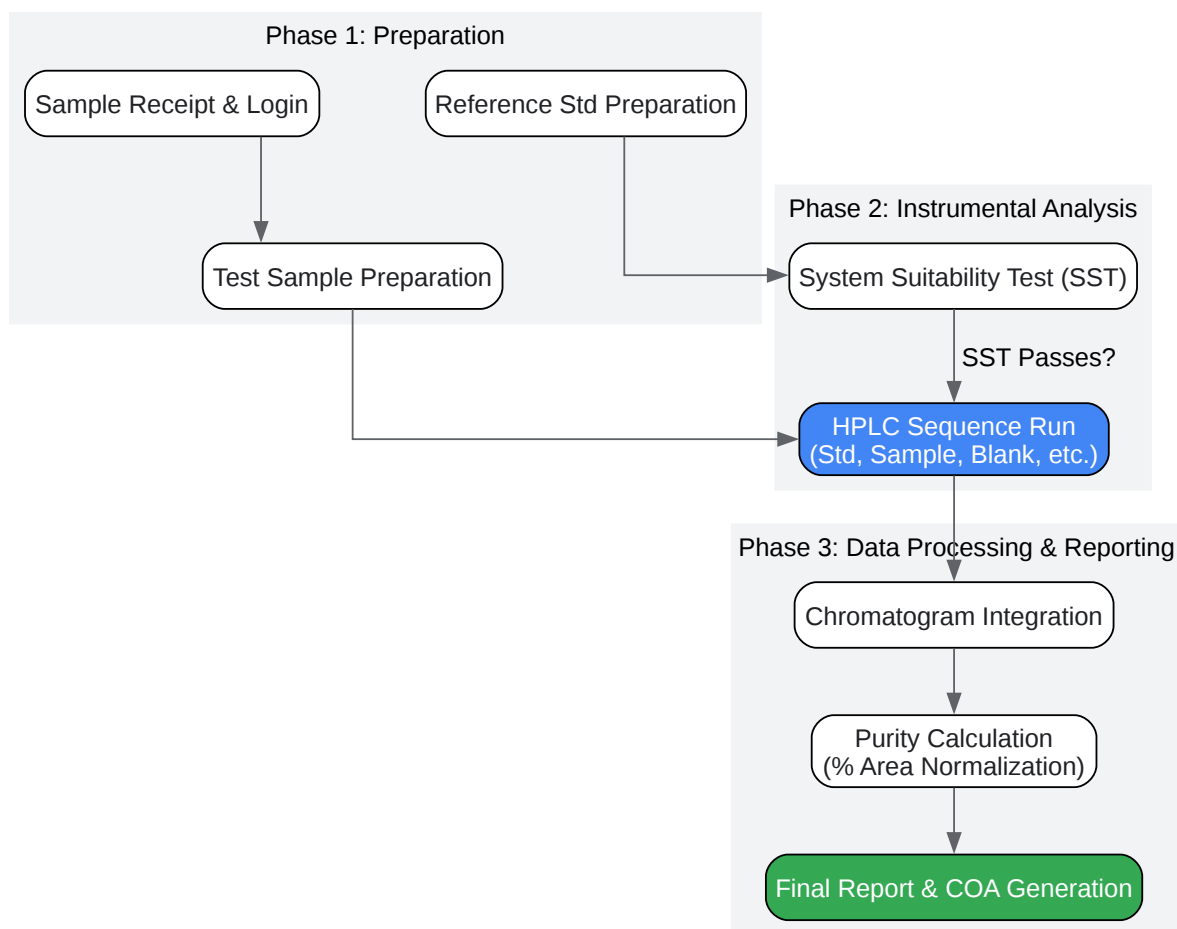 Phase 1: Preparation
Sample Receipt & Login
Reference Std Preparation
Test Sample Preparation
Phase 2: Instrumental Analysis
System Suitability Test (SST)
SST Passes?
HPLC Sequence Run
(Std, Sample, Blank, etc.)
Phase 3: Data Processing & Reporting
Chromatogram Integration
Purity Calculation
(% Area Normalization)
Final Report & COA Generation